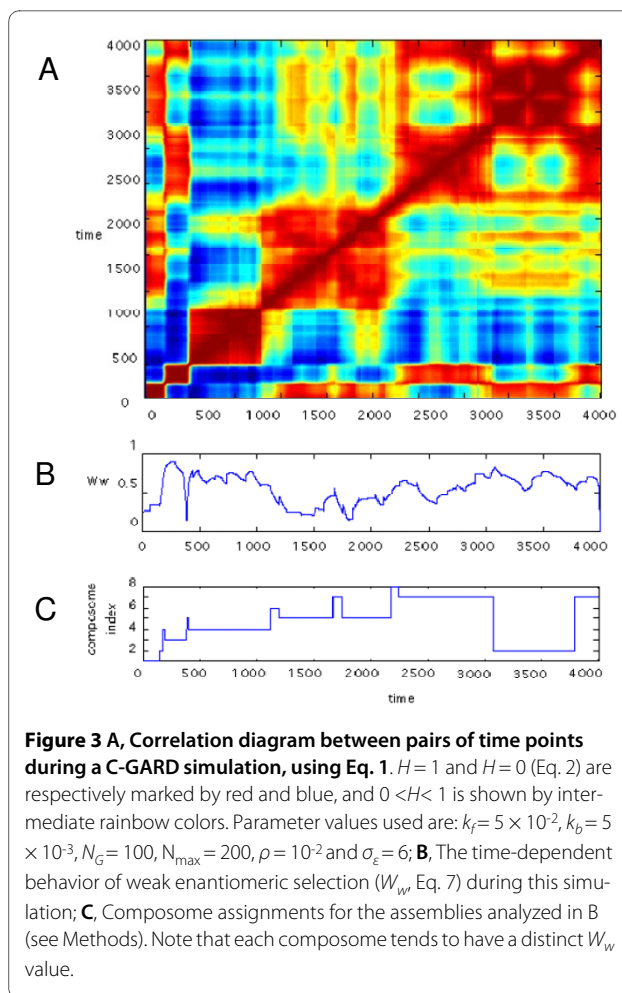 A
4000
3500
3000
2500
time 2000
1500
1000
500
0
0 500 1000 1500 2000 2500 3000 3500 4000
B
1
Ww 0.5
0
0 500 1000 1500 2000 2500 3000 3500 4000
C
8
6
4
2
composome
index
0 500 1000 1500 2000 2500 3000 3500 4000
time
Figure 3 A, Correlation diagram between pairs of time points
during a C-GARD simulation, using Eq. 1. H = 1 and H = 0 (Eq. 2) are
respectively marked by red and blue, and 0 <H< 1 is shown by inter-
mediate rainbow colors. Parameter values used are: k_f = 5 × 10⁻², k_b = 5
× 10⁻³, N_G = 100, N_max = 200, ρ = 10⁻² and σ_ε = 6; B, The time-dependent
behavior of weak enantiomeric selection (W_w, Eq. 7) during this simu-
lation; C, Composome assignments for the assemblies analyzed in B
(see Methods). Note that each composome tends to have a distinct W_w
value.